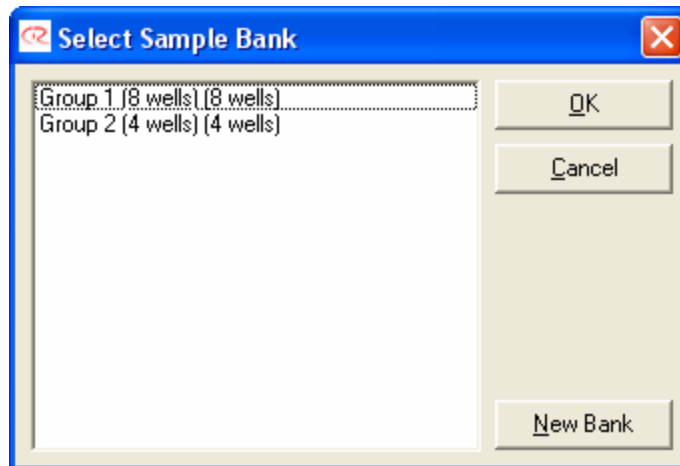 Select Sample Bank
Group 1 (8 wells) (8 wells)
Group 2 (4 wells) (4 wells)
OK
Cancel
New Bank